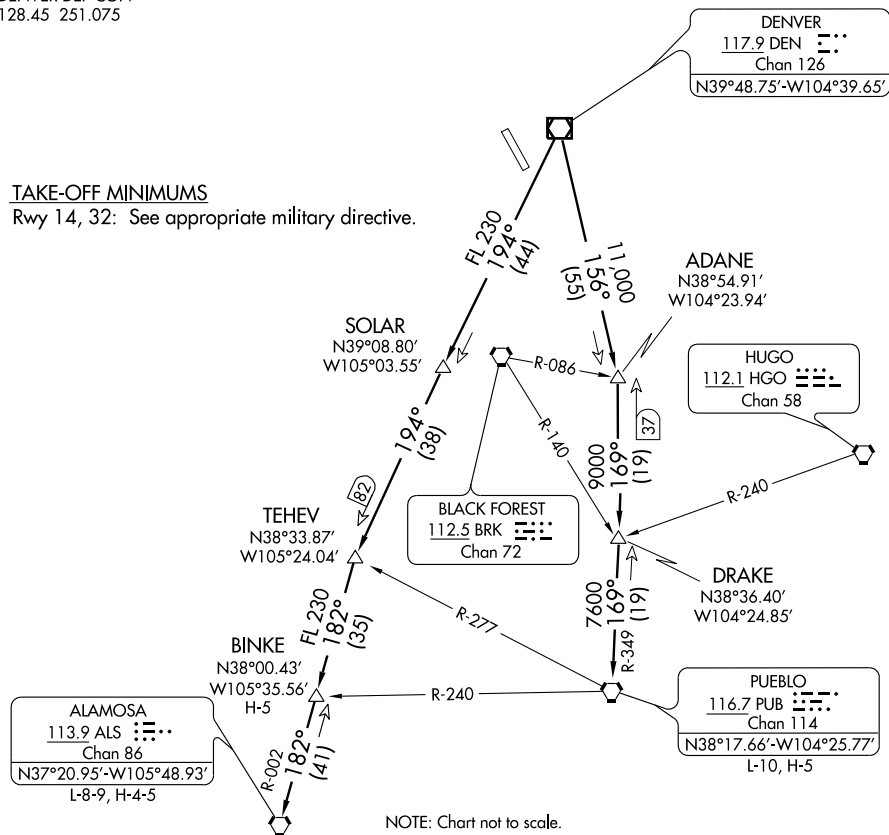 128.45 251.075
DENVER
117.9 DEN
Chan 126
N39°48.75'-W104°39.65'
TAKE-OFF MINIMUMS
Rwy 14, 32: See appropriate military directive.
FL 230
194°
(44)
11,000
156°
(55)
ADANE
N38°54.91'
W104°23.94'
SOLAR
N39°08.80'
W105°03.55'
R-086
HUGO
112.1 HGO
Chan 58
R-140
37
9000
169°
(19)
194°
(38)
R-240
82
BLACK FOREST
112.5 BRK
Chan 72
TEHEV
N38°33.87'
W105°24.04'
DRAKE
N38°36.40'
W104°24.85'
7600
169°
(19)
R-277
FL 230
182°
(35)
R-349
BINKE
N38°00.43'
W105°35.56'
H-5
R-240
PUEBLO
116.7 PUB
Chan 114
N38°17.66'-W104°25.77'
L-10, H-5
ALAMOSA
113.9 ALS
Chan 86
N37°20.95'-W105°48.93'
L-8-9, H-4-5
R-002
182°
(41)
NOTE: Chart not to scale.